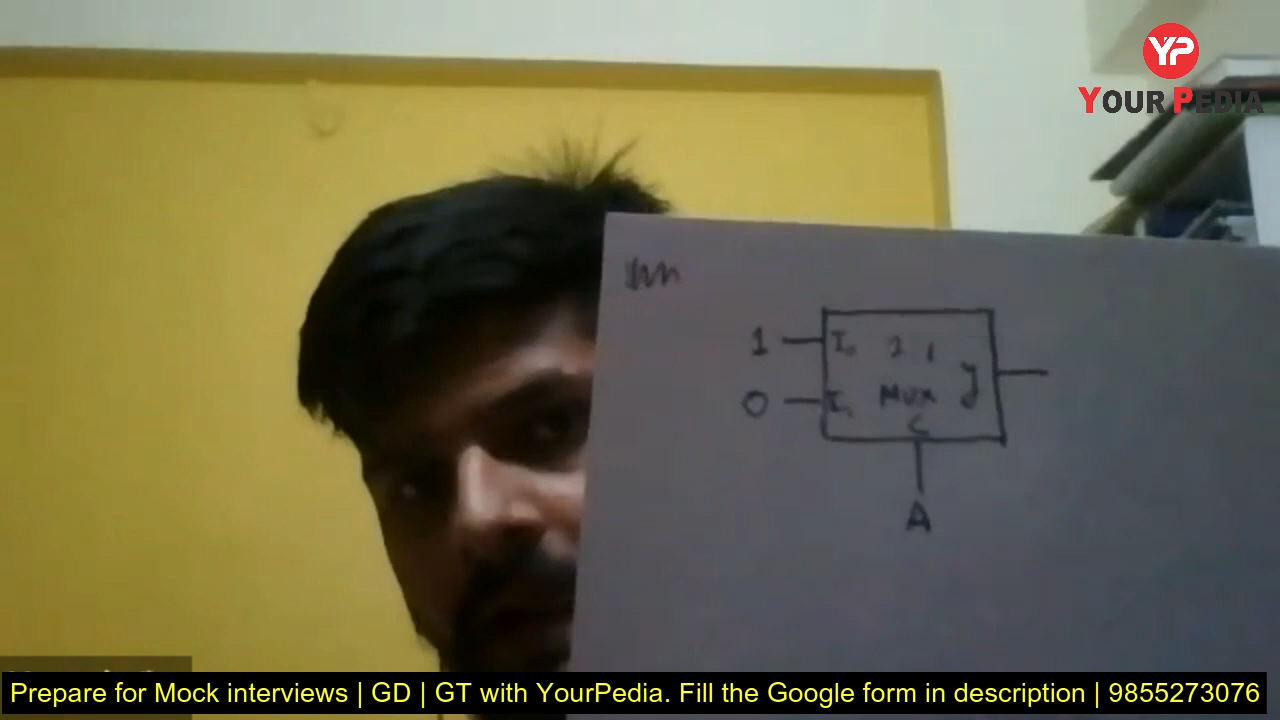 YP
YOUR PEDIA
1 I₀ 2 1
0 I₁ MUX y
A
Prepare for Mock interviews | GD | GT with YourPedia. Fill the Google form in description | 9855273076